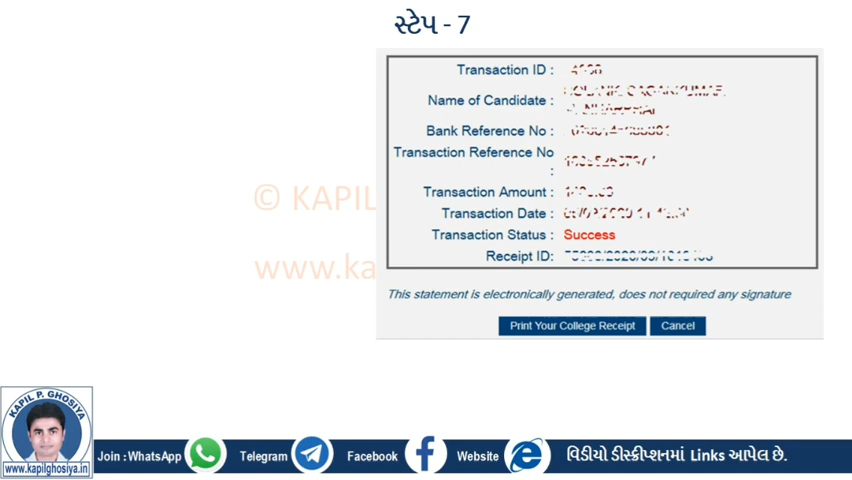 સ્ટેપ - 7
Transaction ID :
Name of Candidate :
Bank Reference No :
Transaction Reference No
:
Transaction Amount :
Transaction Date :
Transaction Status : Success
Receipt ID:
© KAPIL
www.ka
This statement is electronically generated, does not required any signature
Print Your College Receipt Cancel
KAPIL P. GHOSIYA
www.kapilghosiya.in
Join : WhatsApp Telegram Facebook Website વિડીયો ડીસ્ક્રીપ્શનમાં Links આપેલ છે.